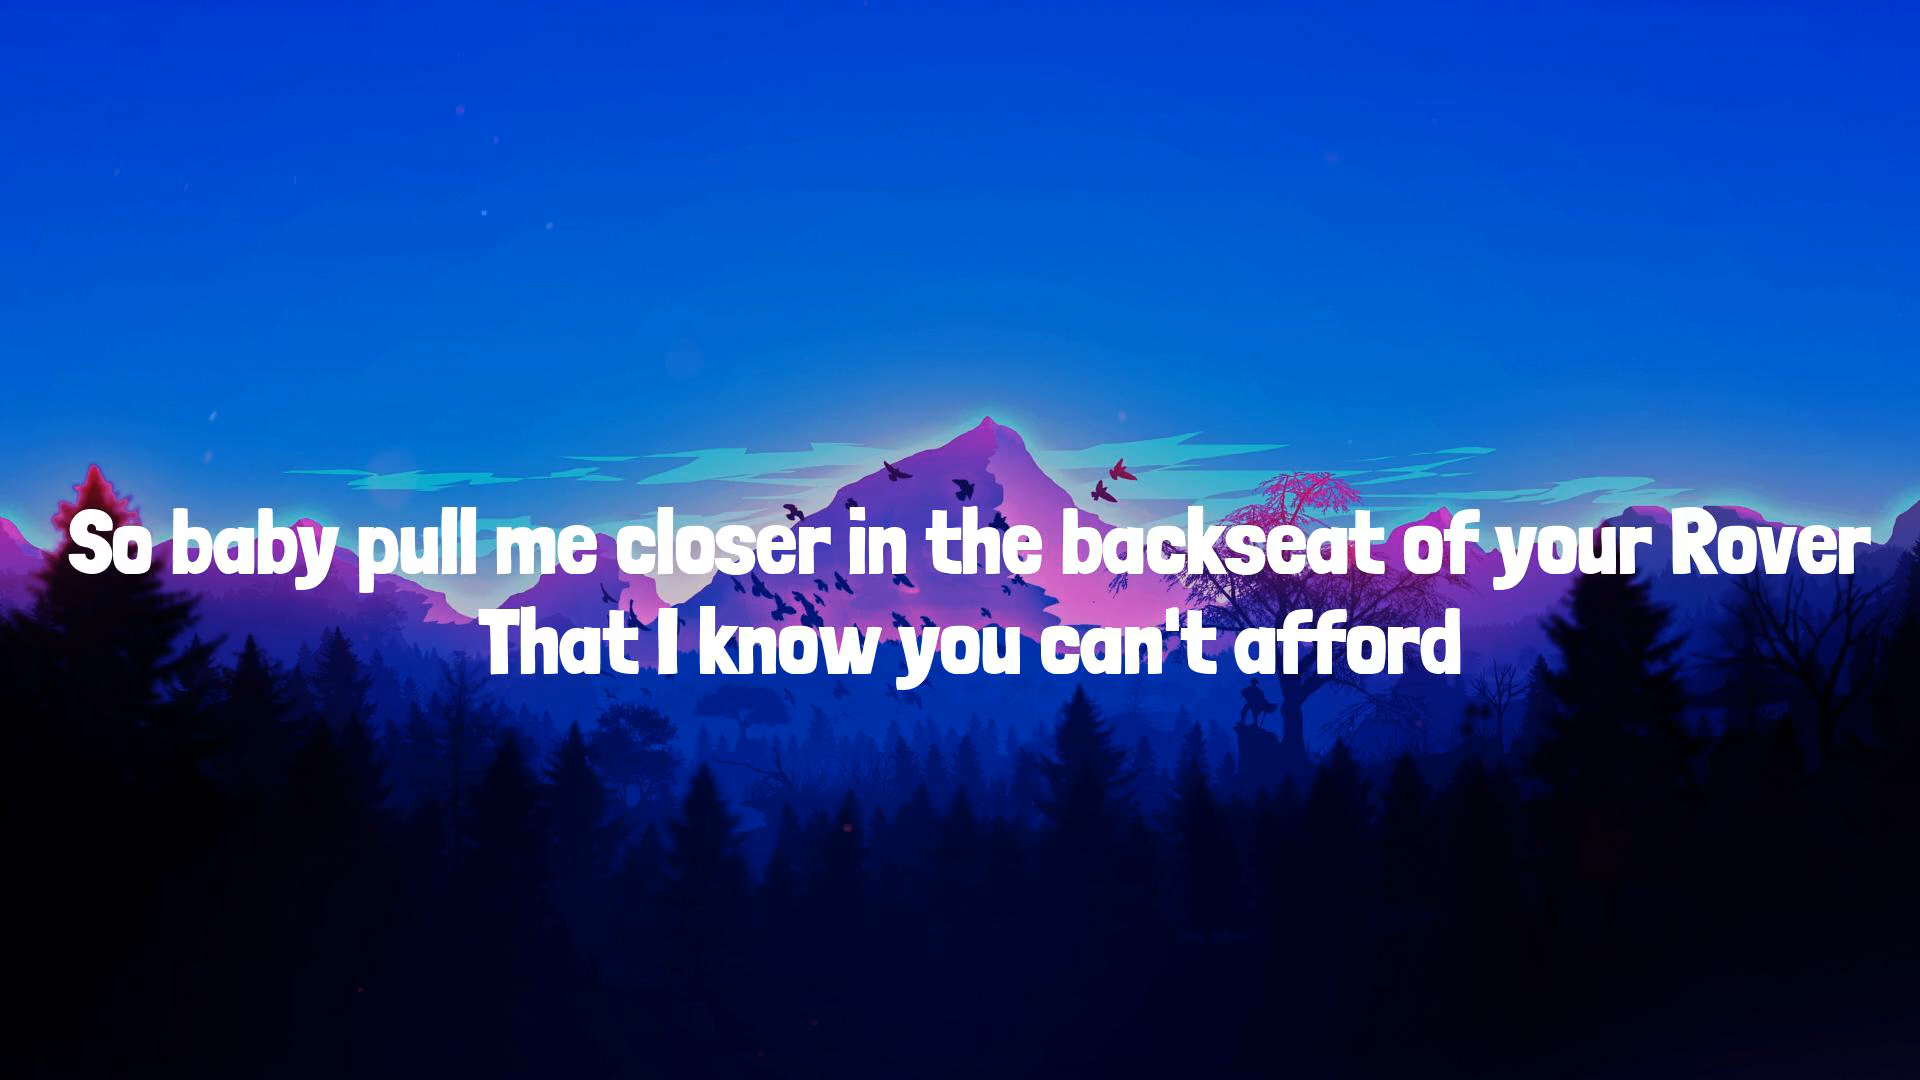 So baby pull me closer in the backseat of your Rover
That I know you can't afford